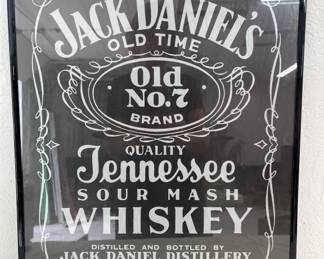 JACK DANIEL'S
OLD TIME
Old
No.7
BRAND
QUALITY
Tennessee
SOUR MASH
WHISKEY
DISTILLED AND BOTTLED BY
JACK DANIEL DISTILLERY